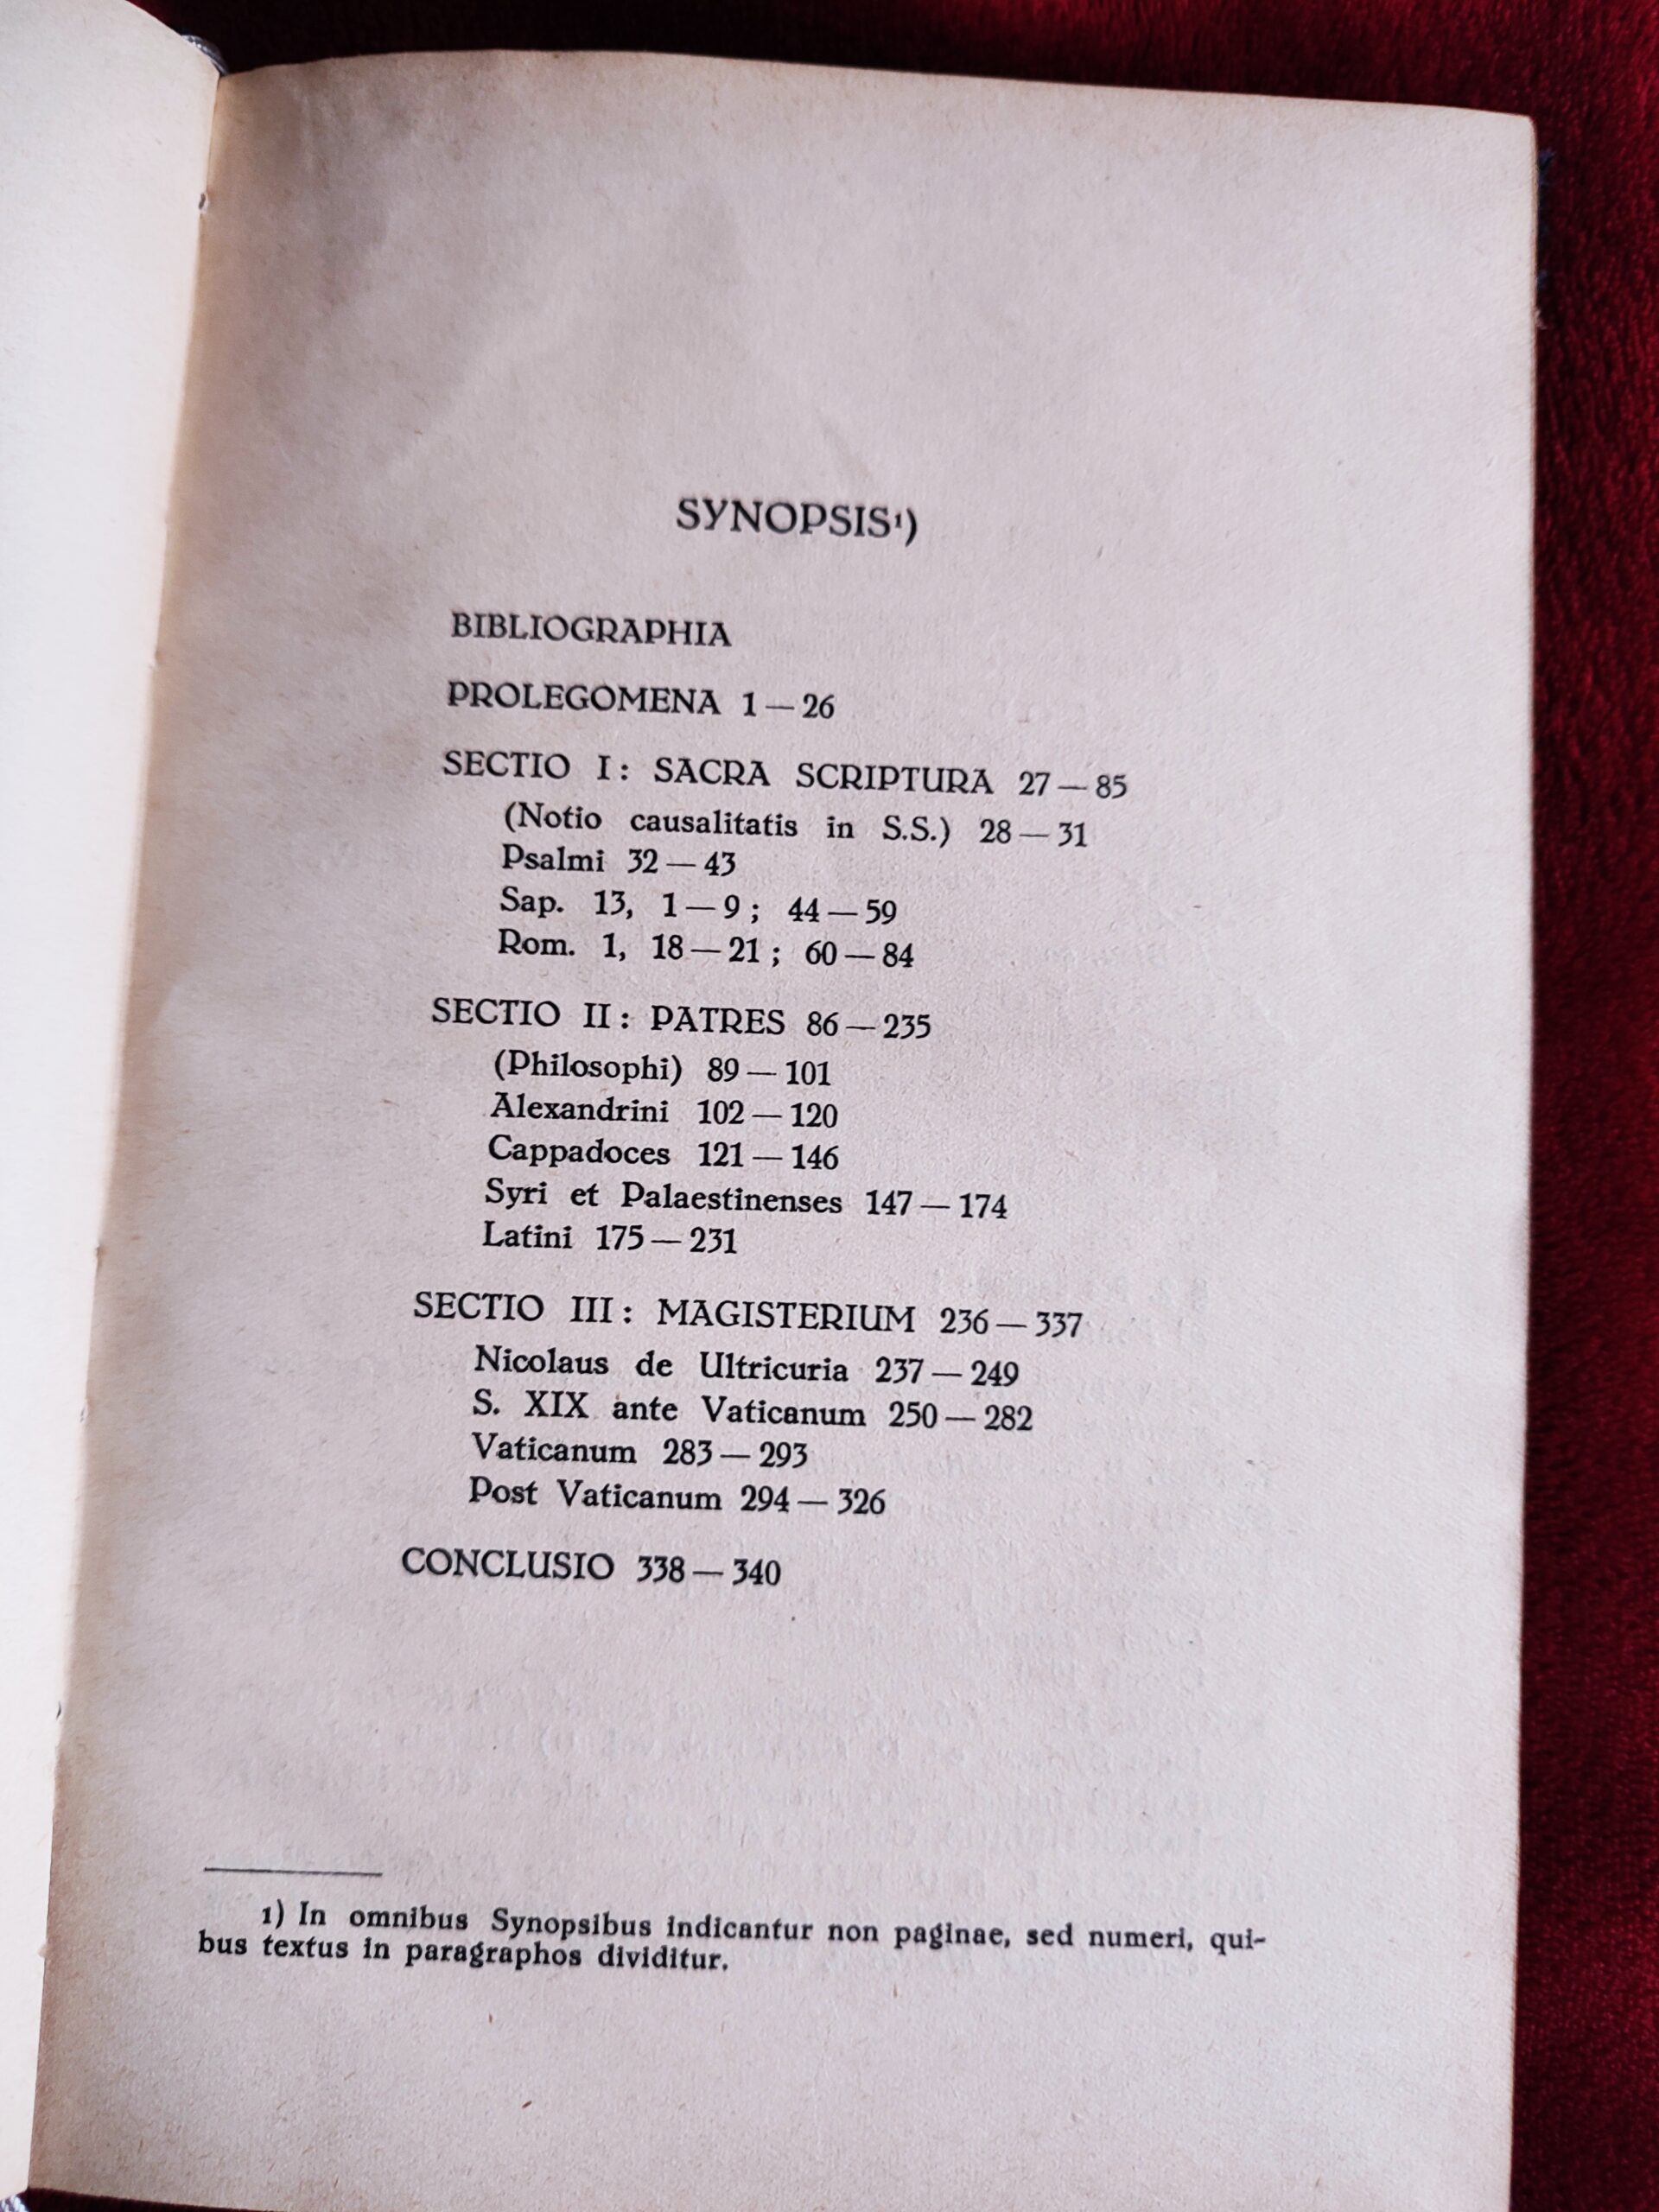 SYNOPSIS¹)
BIBLIOGRAPHIA
PROLEGOMENA 1 — 26
SECTIO I: SACRA SCRIPTURA 27 — 85
(Notio causalitatis in S.S.) 28 — 31
Psalmi 32 — 43
Sap. 13, 1 — 9; 44 — 59
Rom. 1, 18 — 21; 60 — 84
SECTIO II: PATRES 86 — 235
(Philosophi) 89 — 101
Alexandrini 102 — 120
Cappadoces 121 — 146
Syri et Palaestinenses 147 — 174
Latini 175 — 231
SECTIO III: MAGISTERIUM 236 — 337
Nicolaus de Ultricuria 237 — 249
S. XIX ante Vaticanum 250 — 282
Vaticanum 283 — 293
Post Vaticanum 294 — 326
CONCLUSIO 338 — 340
1) In omnibus Synopsibus indicantur non paginae, sed numeri, qui-
bus textus in paragraphos dividitur.